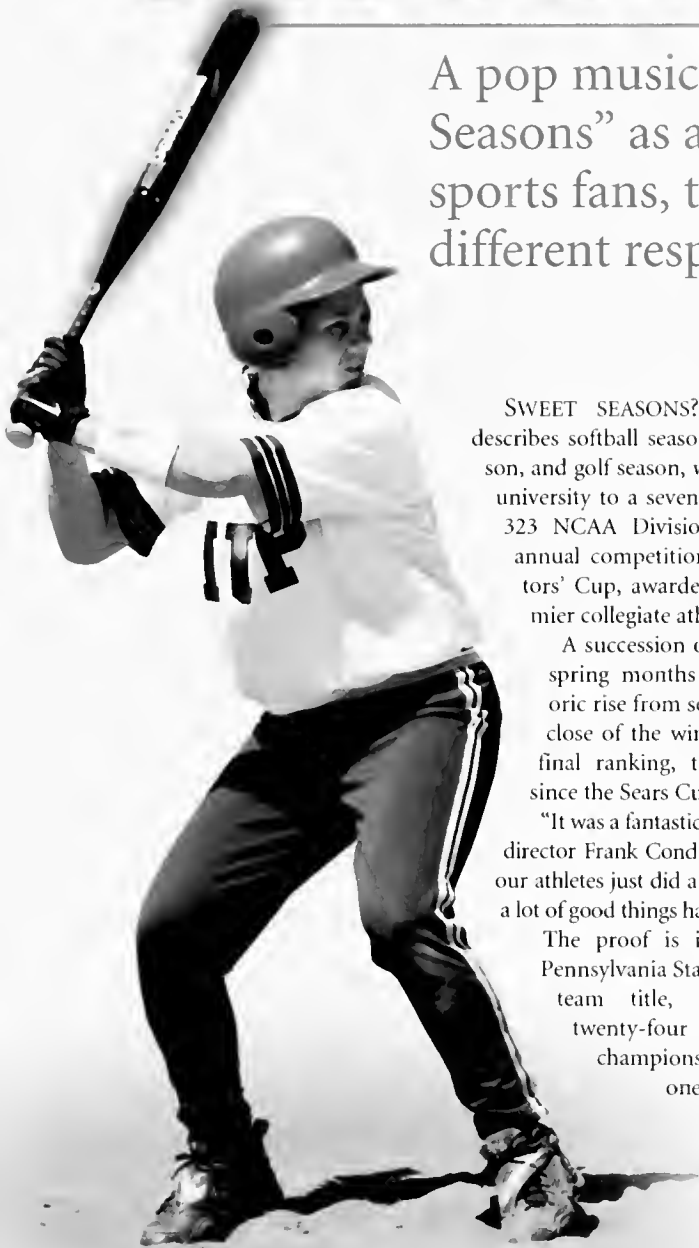 A pop music
Seasons” as a
sports fans, t
different resp
SWEET SEASONS?
describes softball seaso
son, and golf season, w
university to a seven
323 NCAA Divisio
annual competition
tors’ Cup, awarde
mier collegiate ath
A succession o
spring months
oric rise from se
close of the win
final ranking, t
since the Sears Cu
“It was a fantastic
director Frank Cond
our athletes just did a
a lot of good things ha
The proof is i
Pennsylvania Sta
team title,
twenty-four
champions
one